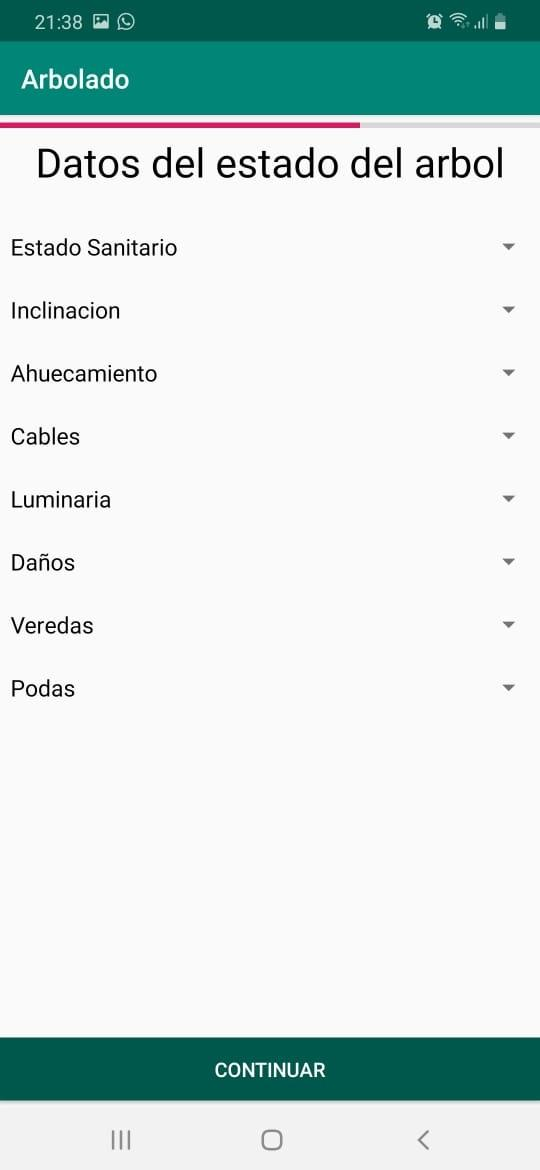 21:38
Arbolado
Datos del estado del arbol
Estado Sanitario
Inclinacion
Ahuecamiento
Cables
Luminaria
Daños
Veredas
Podas
CONTINUAR